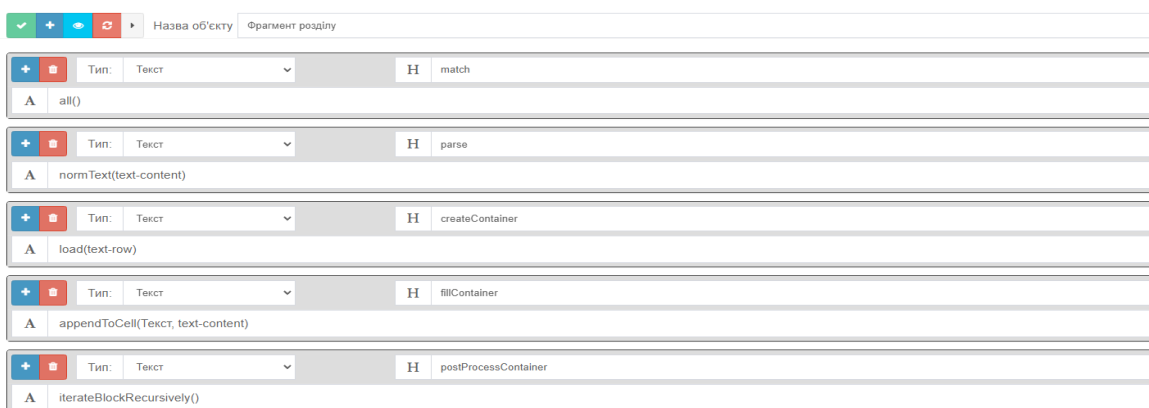 Назва об'єкту Фрагмент розділу
Тип: Текст H match
A all()
Тип: Текст H parse
A normText(text-content)
Тип: Текст H createContainer
A load(text-row)
Тип: Текст H fillContainer
A appendToCell(Текст, text-content)
Тип: Текст H postProcessContainer
A iterateBlockRecursively()